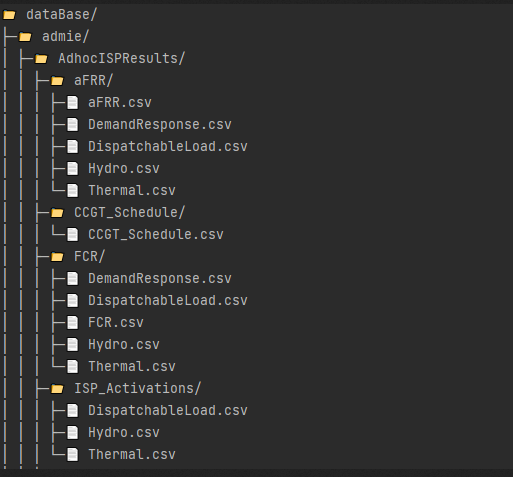 dataBase/
admie/
AdhocISPResults/
aFRR/
aFRR.csv
DemandResponse.csv
DispatchableLoad.csv
Hydro.csv
Thermal.csv
CCGT_Schedule/
CCGT_Schedule.csv
FCR/
DemandResponse.csv
DispatchableLoad.csv
FCR.csv
Hydro.csv
Thermal.csv
ISP_Activations/
DispatchableLoad.csv
Hydro.csv
Thermal.csv